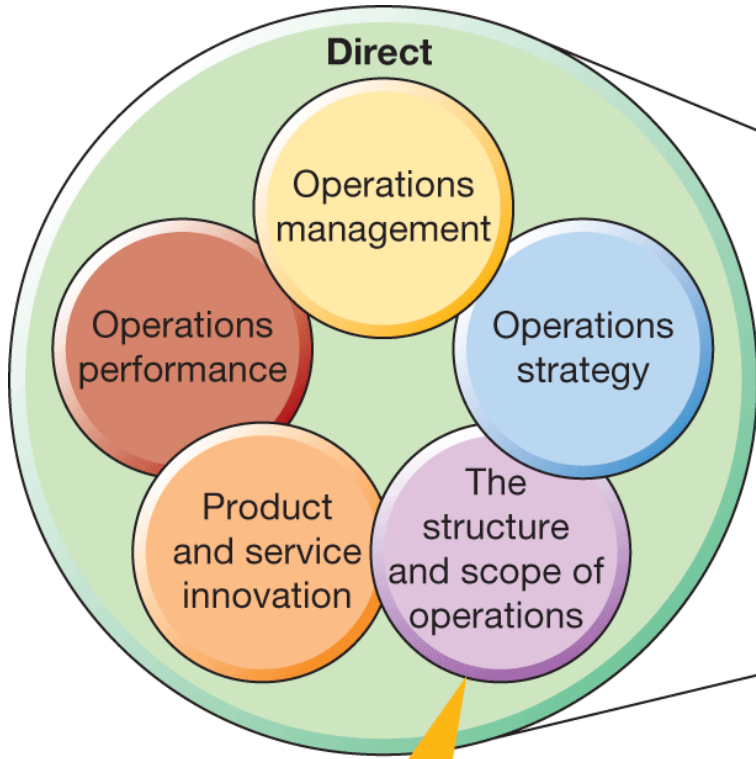 Direct
Operations
management
Operations
performance
Operations
strategy
Product
and service
innovation
The
structure
and scope of
operations